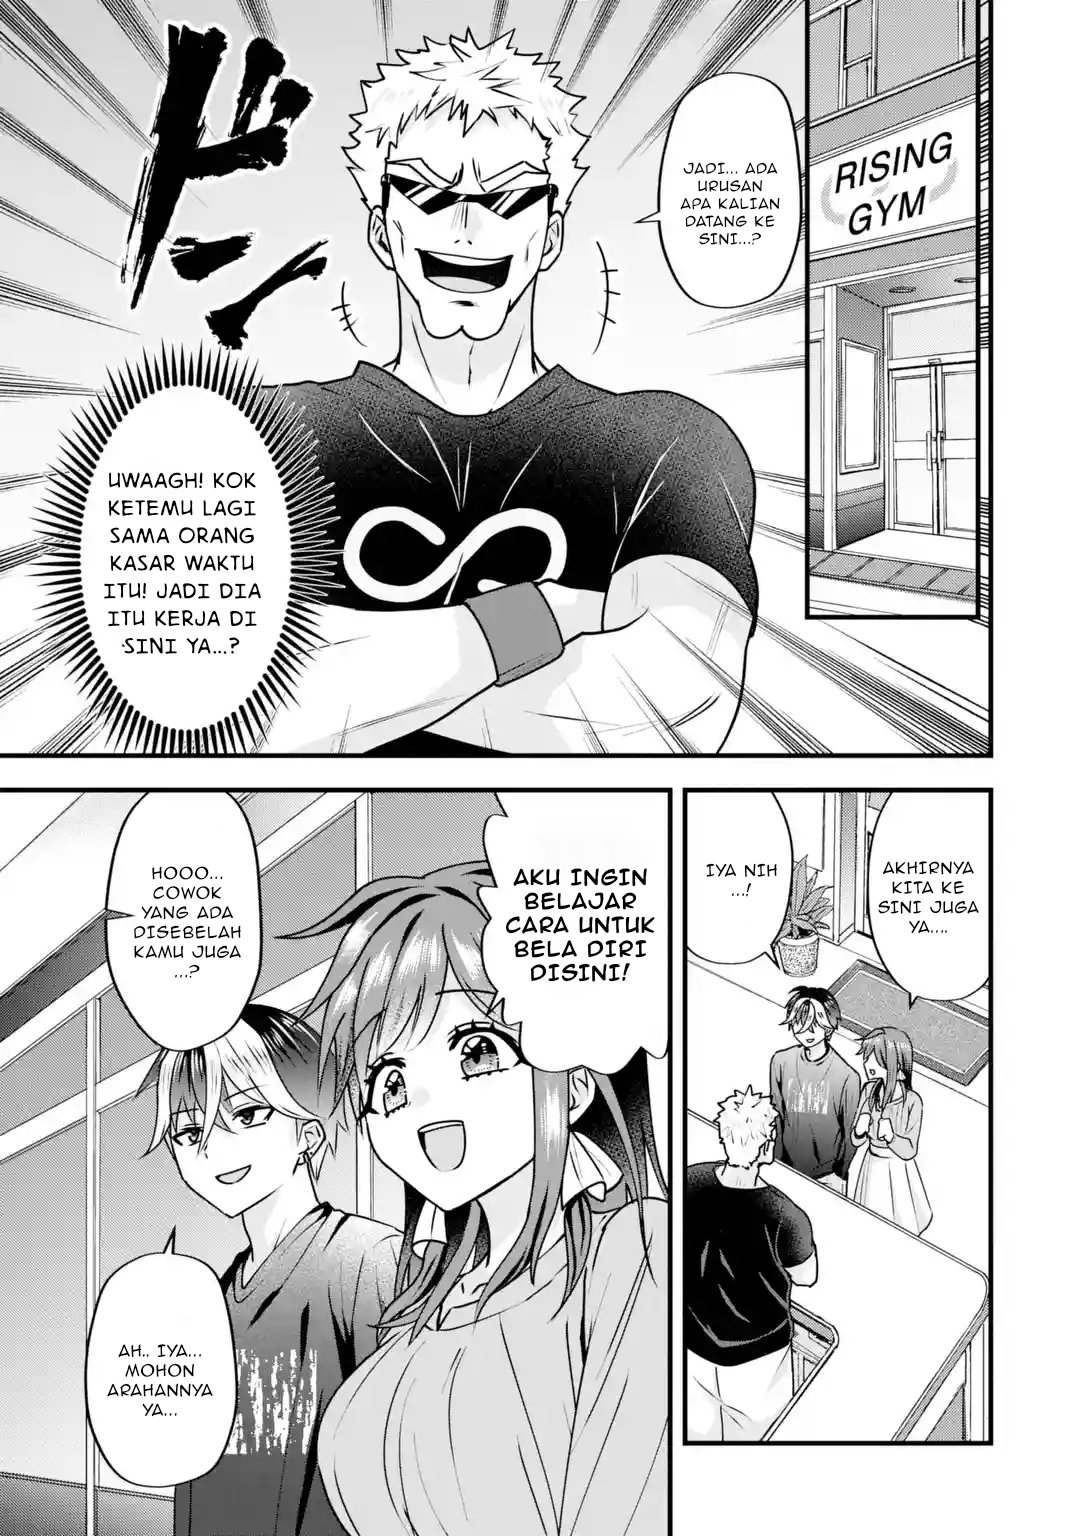 RISING
GYM
JADI... ADA
URUSAN
APA KALIAN
DATANG KE
SINI...?
ドン
UWAAGH! KOK
KETEMU LAGI
SAMA ORANG
KASAR WAKTU
ITU! JADI DIA
ITU KERJA DI
SINI YA...?
AKHIRNYA
KITA KE
SINI JUGA
YA....
IYA NIH
...!
AKU INGIN
BELAJAR
CARA UNTUK
BELA DIRI
DISINI!
HOOO...
COWOK
YANG ADA
DISEBELAH
KAMU JUGA
...?
AH.. IYA...
MOHON
ARAHANNYA
YA...